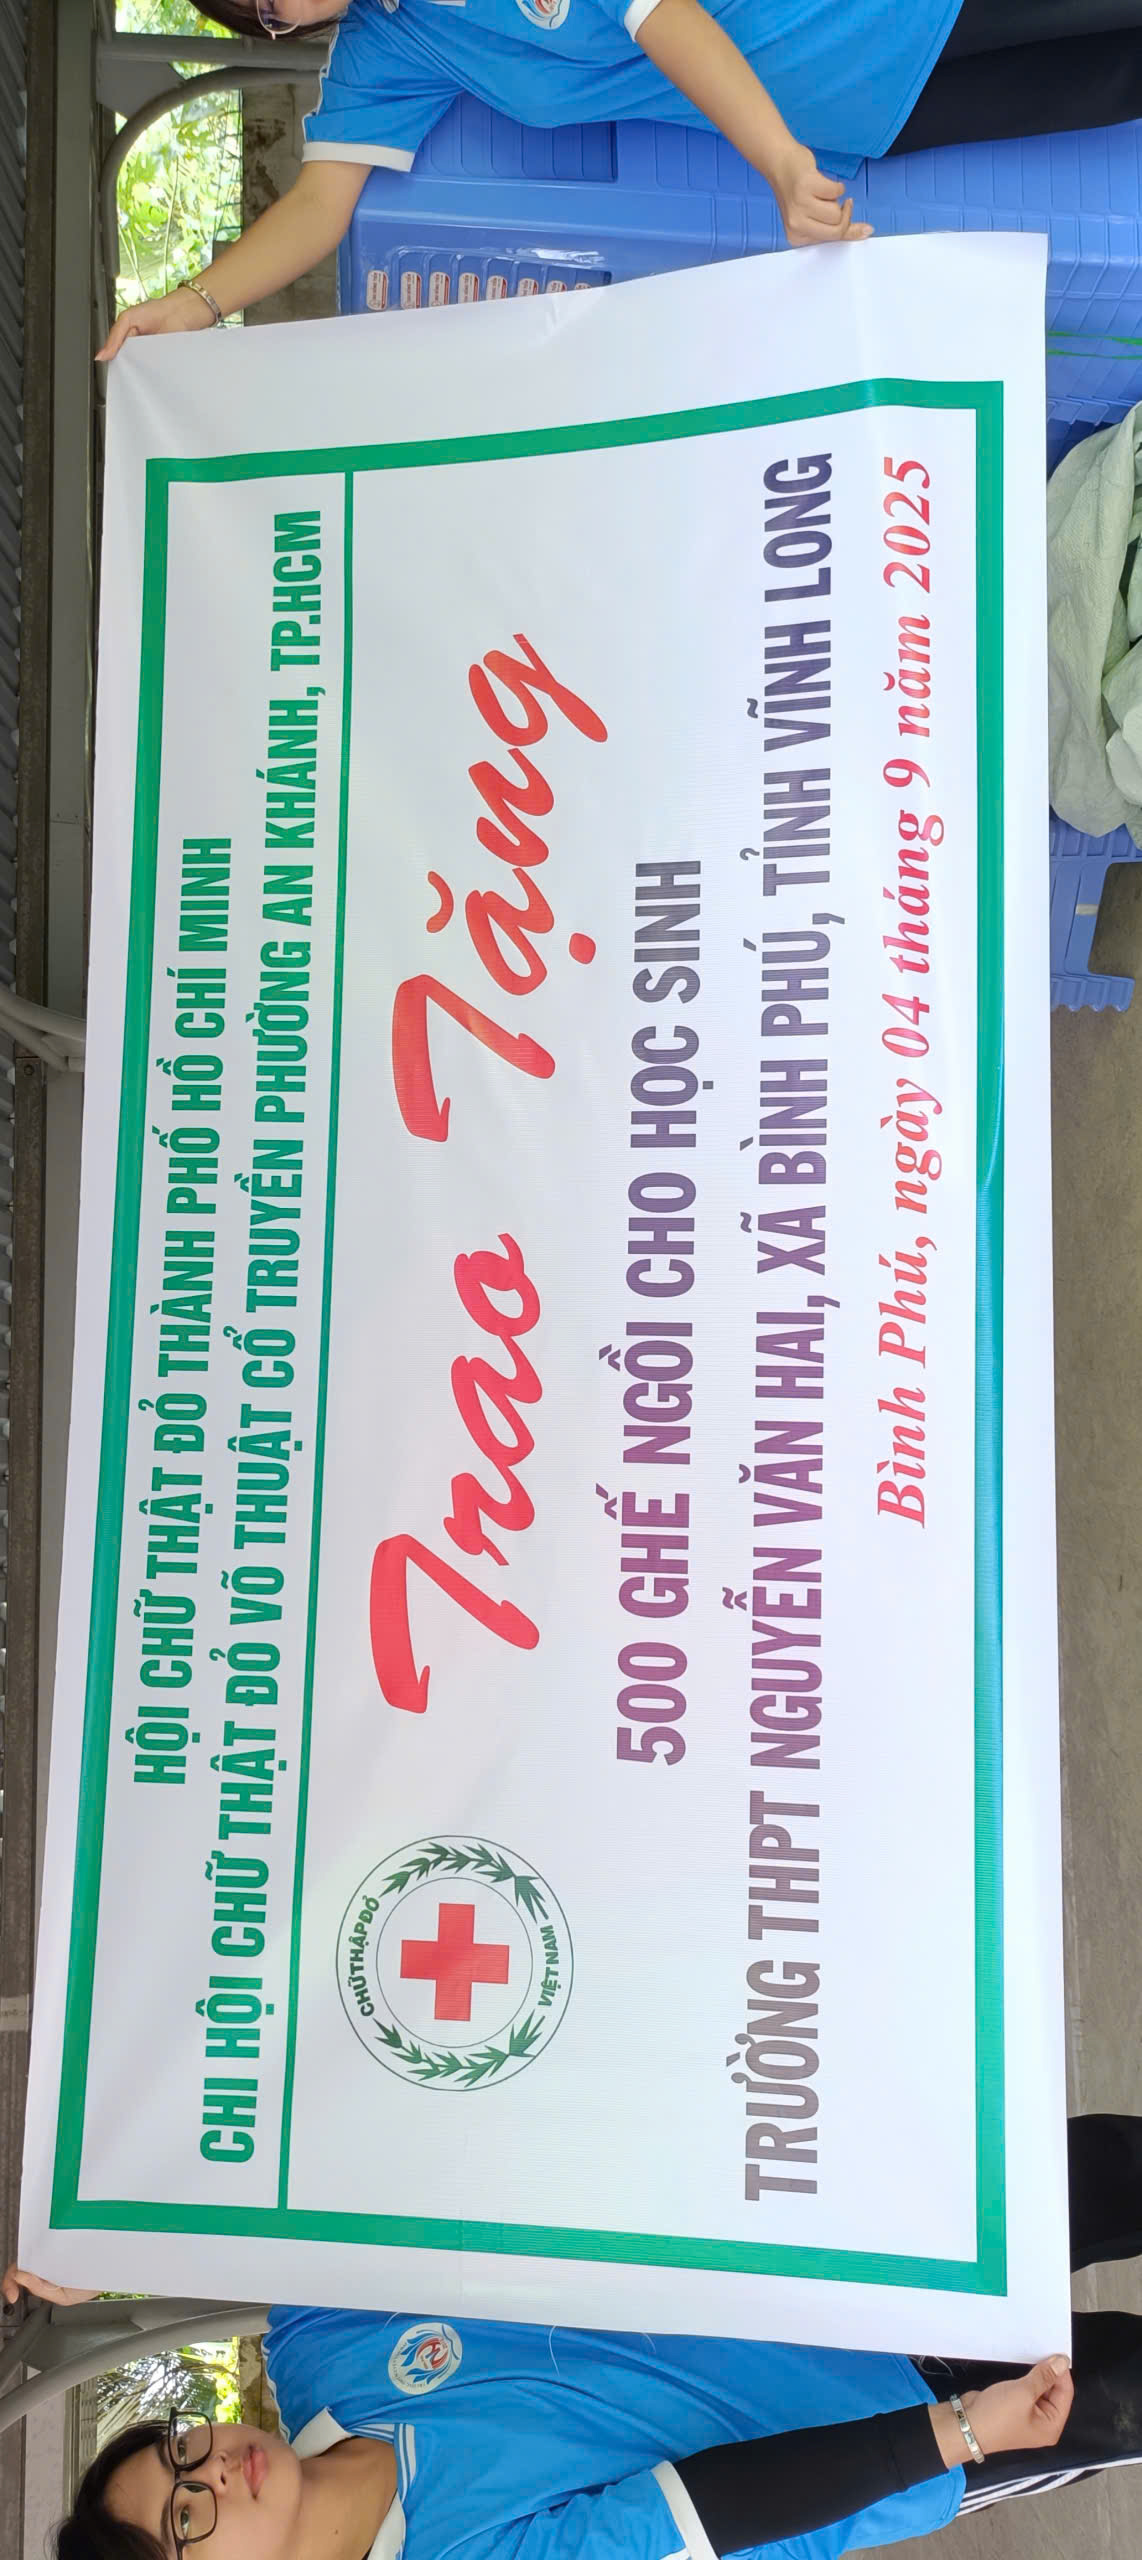 HỘI CHỮ THẬT ĐỎ THÀNH PHỐ HỒ CHÍ MINH
CHI HỘI CHỮ THẬT ĐỎ VÕ THUẬT CỔ TRUYỀN PHƯỜNG AN KHÁNH, TP.HCM
CHỮ THẬP ĐỎ
VIỆT NAM
Trao Tặng
500 GHẾ NGỒI CHO HỌC SINH
TRƯỜNG THPT NGUYỄN VĂN HAI, XÃ BÌNH PHÚ, TỈNH VĨNH LONG
Bình Phú, ngày 04 tháng 9 năm 2025